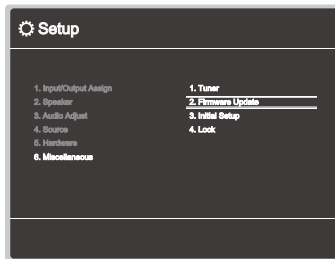 Setup
1. Input/Output Assign
2. Speaker
3. Audio Adjust
4. Source
5. Hardware
6. Miscellaneous
1. Tuner
2. Firmware Update
3. Initial Setup
4. Lock